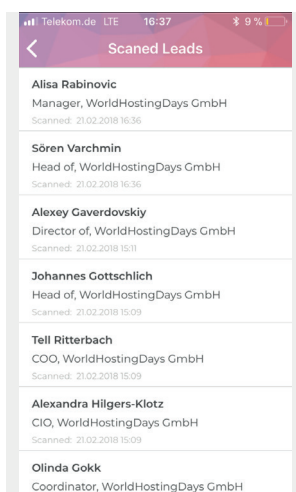 Telekom.de LTE 16:37 9 %
Scaned Leads
Alisa Rabinovic
Manager, WorldHostingDays GmbH
Scanned: 21.02.2018 16:36
Sören Varchmin
Head of, WorldHostingDays GmbH
Scanned: 21.02.2018 16:36
Alexey Gaverdovskiy
Director of, WorldHostingDays GmbH
Scanned: 21.02.2018 15:11
Johannes Gottschlich
Head of, WorldHostingDays GmbH
Scanned: 21.02.2018 15:09
Tell Ritterbach
COO, WorldHostingDays GmbH
Scanned: 21.02.2018 15:09
Alexandra Hilgers-Klotz
CIO, WorldHostingDays GmbH
Scanned: 21.02.2018 15:09
Olinda Gokk
Coordinator, WorldHostingDays GmbH